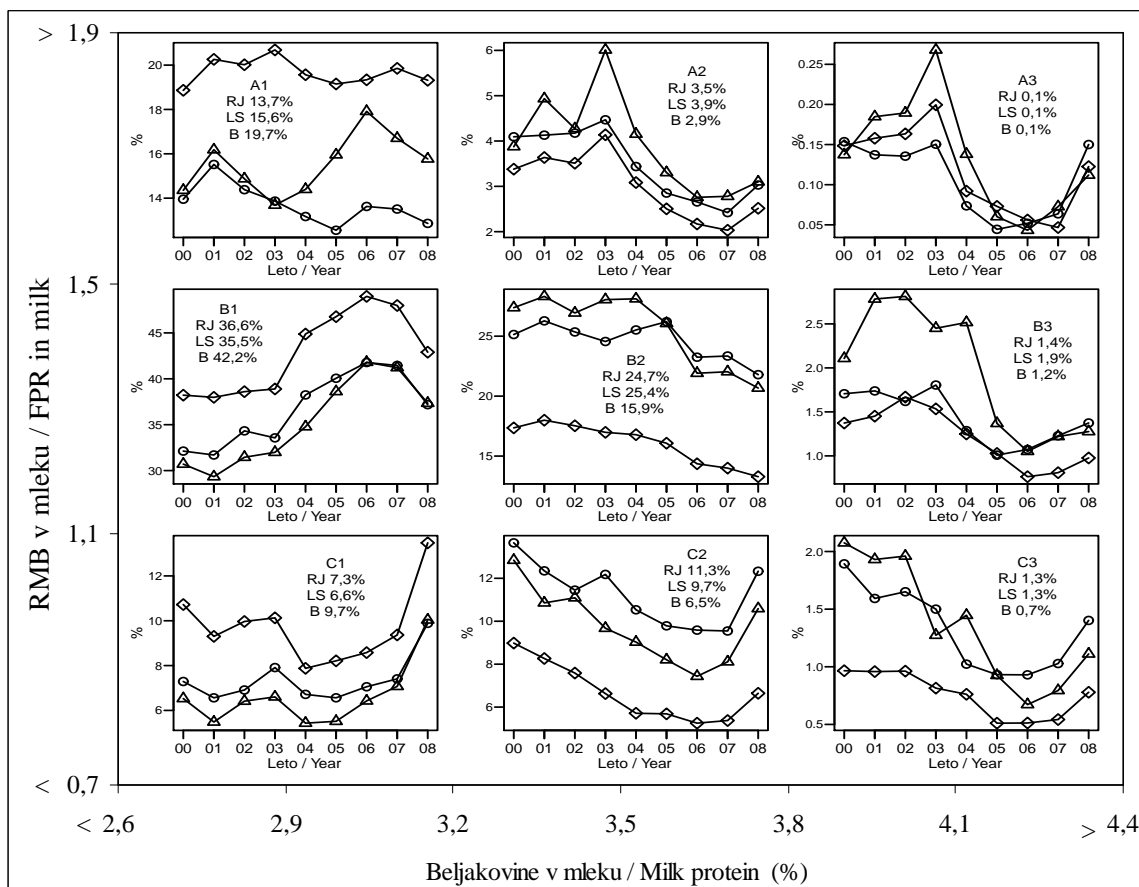 > 1,9
1,5
1,1
< 0,7
RMB v mleku / FPR in milk
A1
RJ 13,7%
LS 15,6%
B 19,7%
20
18
16
14
%
00 01 02 03 04 05 06 07 08
Leto / Year
A2
RJ 3,5%
LS 3,9%
B 2,9%
6
5
4
3
2
%
00 01 02 03 04 05 06 07 08
Leto / Year
A3
RJ 0,1%
LS 0,1%
B 0,1%
0.25
0.20
0.15
0.10
0.05
%
00 01 02 03 04 05 06 07 08
Leto / Year
B1
RJ 36,6%
LS 35,5%
B 42,2%
45
40
35
30
%
00 01 02 03 04 05 06 07 08
Leto / Year
B2
RJ 24,7%
LS 25,4%
B 15,9%
25
20
15
%
00 01 02 03 04 05 06 07 08
Leto / Year
B3
RJ 1,4%
LS 1,9%
B 1,2%
2.5
2.0
1.5
1.0
%
00 01 02 03 04 05 06 07 08
Leto / Year
C1
RJ 7,3%
LS 6,6%
B 9,7%
12
10
8
6
%
00 01 02 03 04 05 06 07 08
Leto / Year
C2
RJ 11,3%
LS 9,7%
B 6,5%
12
10
8
6
%
00 01 02 03 04 05 06 07 08
Leto / Year
C3
RJ 1,3%
LS 1,3%
B 0,7%
2.0
1.5
1.0
0.5
%
00 01 02 03 04 05 06 07 08
Leto / Year
2,6 2,9 3,2 3,5 3,8 4,1 4,4
< >
Beljakovine v mleku / Milk protein (%)